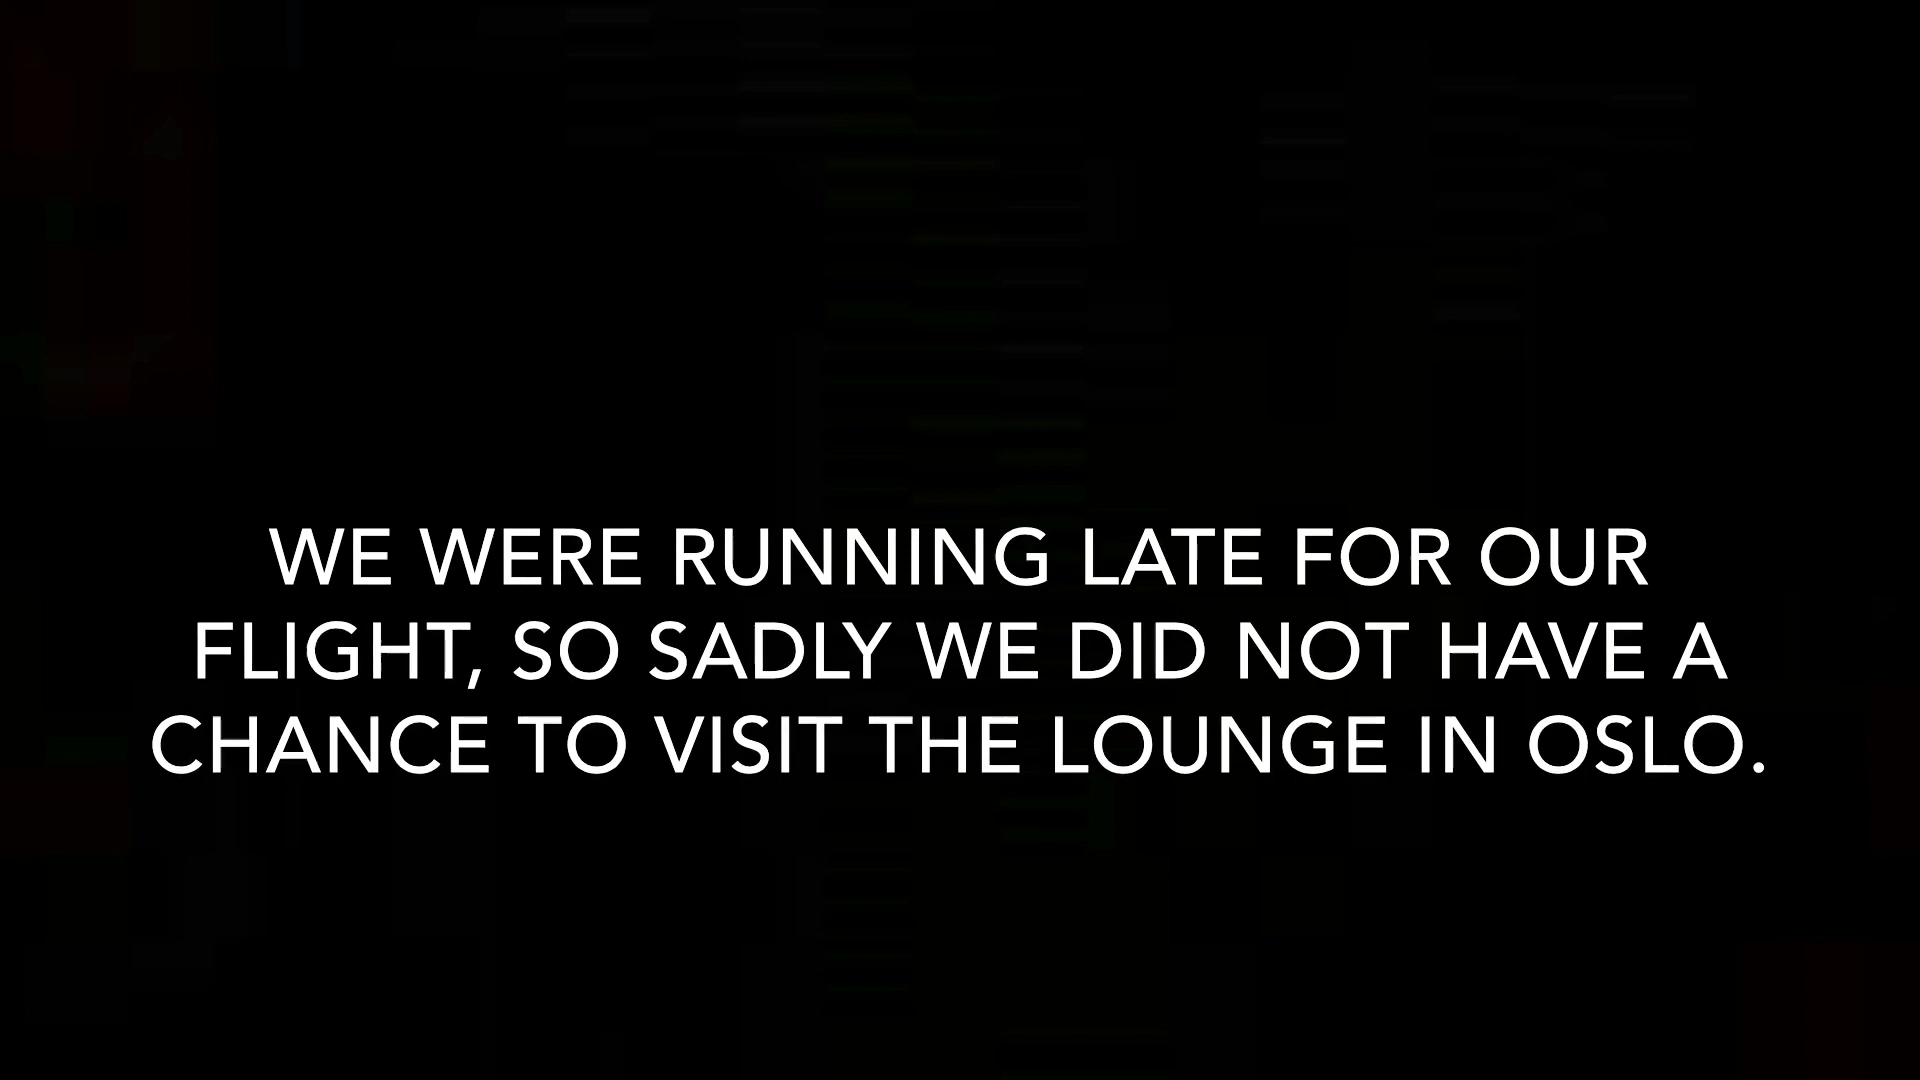 WE WERE RUNNING LATE FOR OUR
FLIGHT, SO SADLY WE DID NOT HAVE A
CHANCE TO VISIT THE LOUNGE IN OSLO.